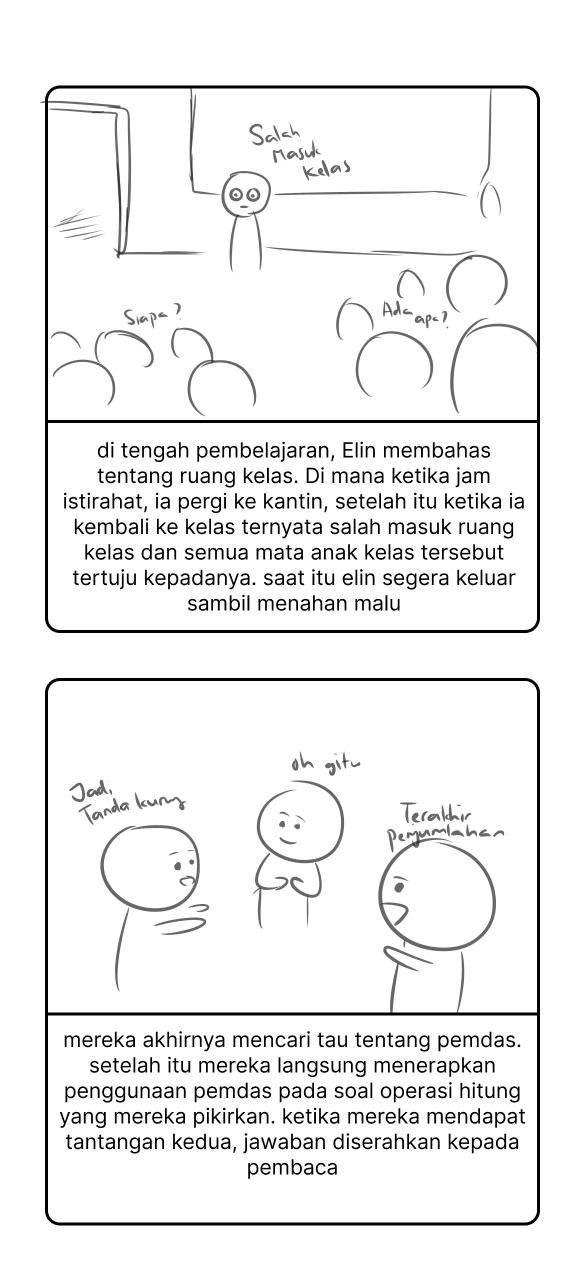 Salah
Masuk
Kelas
Siapa?
Ada
apa?
di tengah pembelajaran, Elin membahas
tentang ruang kelas. Di mana ketika jam
istirahat, ia pergi ke kantin, setelah itu ketika ia
kembali ke kelas ternyata salah masuk ruang
kelas dan semua mata anak kelas tersebut
tertuju kepadanya. saat itu elin segera keluar
sambil menahan malu
oh gitu
Jadi,
Tanda kurung
Terakhir
penjumlahan
mereka akhirnya mencari tau tentang pemdas.
setelah itu mereka langsung menerapkan
penggunaan pemdas pada soal operasi hitung
yang mereka pikirkan. ketika mereka mendapat
tantangan kedua, jawaban diserahkan kepada
pembaca